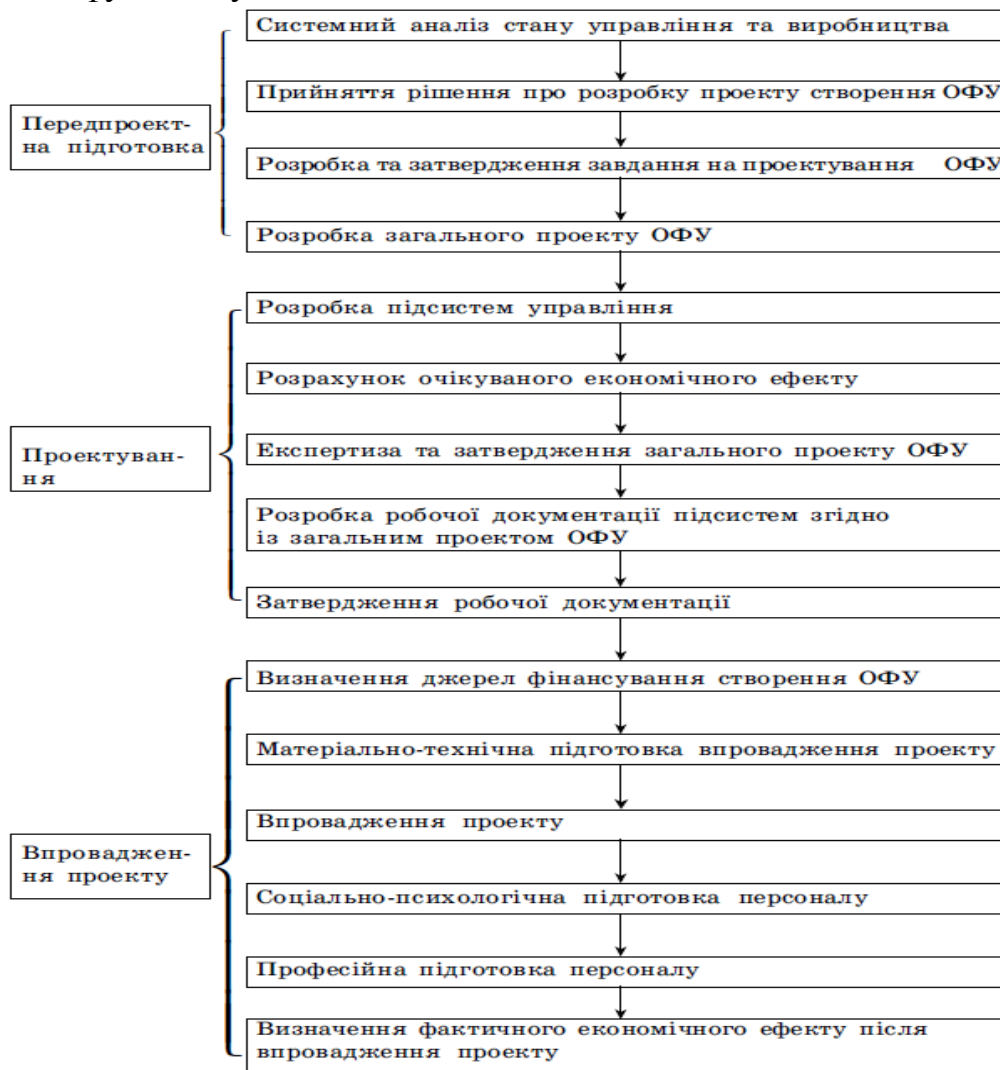 Системний аналіз стану управління та виробництва
Прийняття рішення про розробку проекту створення ОФУ
Передпроект-
на підготовка
Розробка та затвердження завдання на проектування ОФУ
Розробка загального проекту ОФУ
Розробка підсистем управління
Розрахунок очікуваного економічного ефекту
Проектуван-
ня
Експертиза та затвердження загального проекту ОФУ
Розробка робочої документації підсистем згідно
із загальним проектом ОФУ
Затвердження робочої документації
Визначення джерел фінансування створення ОФУ
Матеріально-технічна підготовка впровадження проекту
Впровадження проекту
Впроваджен-
ня проекту
Соціально-психологічна підготовка персоналу
Професійна підготовка персоналу
Визначення фактичного економічного ефекту після
впровадження проекту